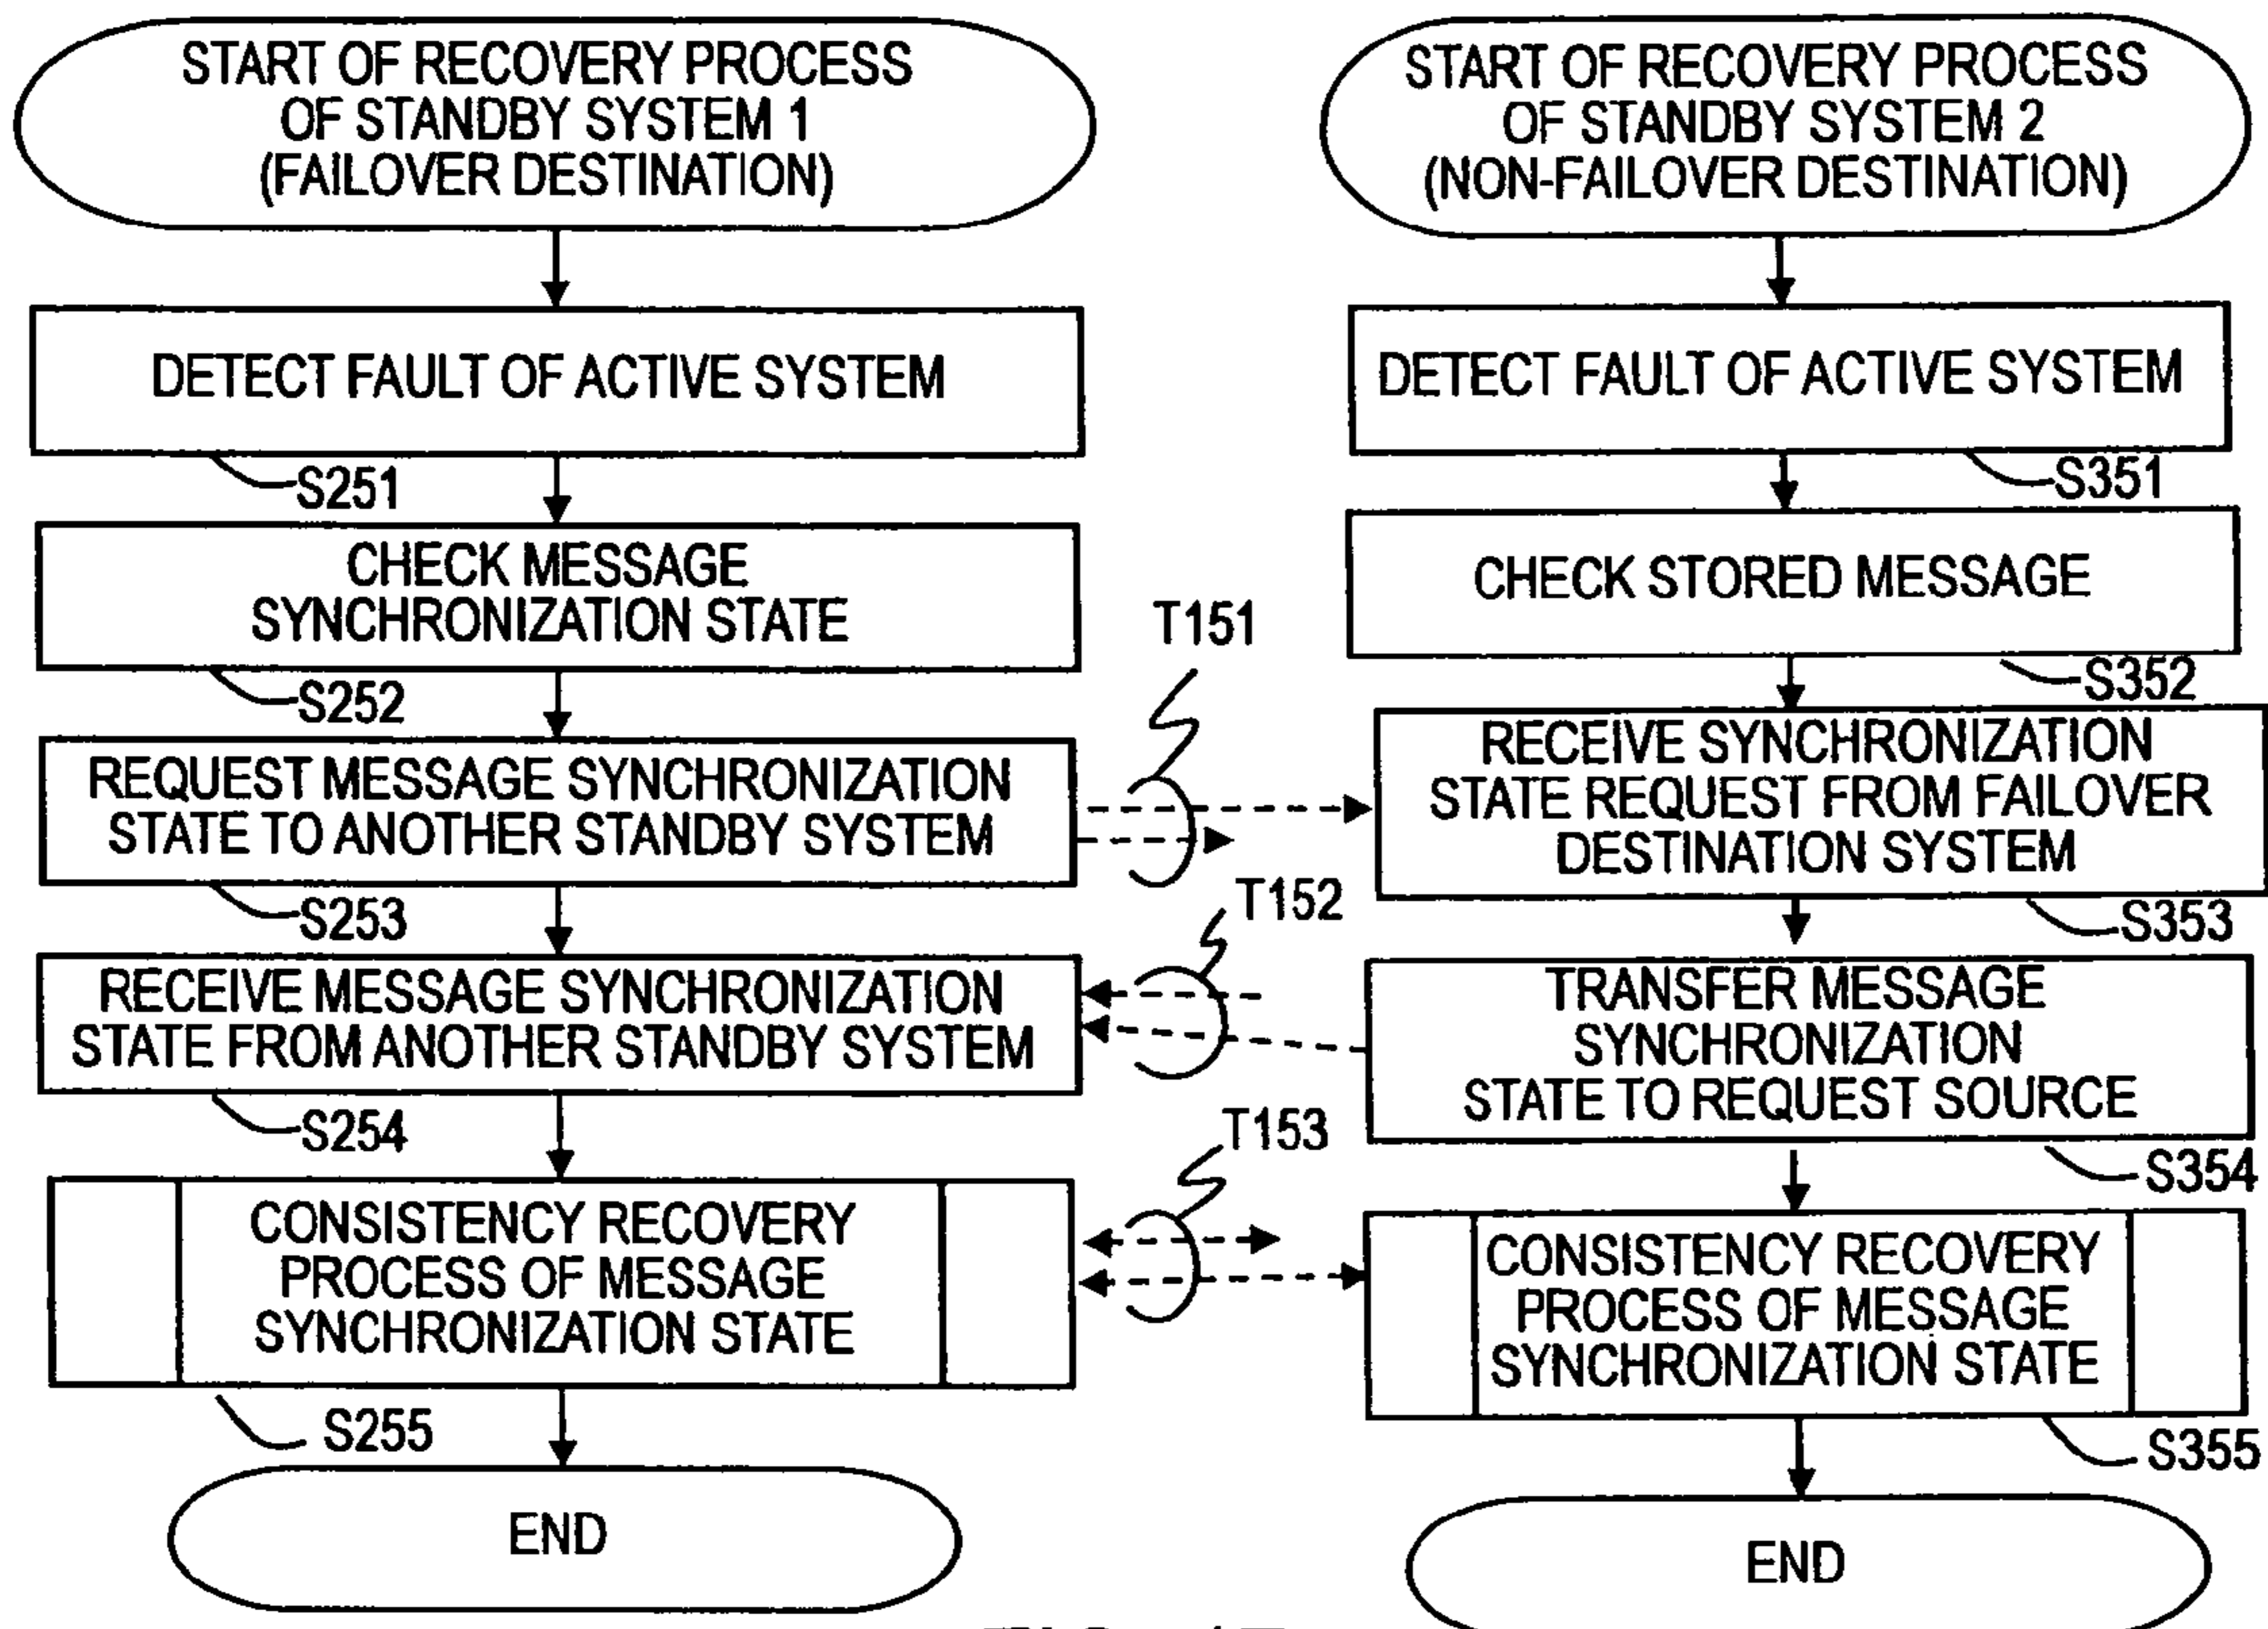 START OF RECOVERY PROCESS
OF STANDBY SYSTEM 1
(FAILOVER DESTINATION)
DETECT FAULT OF ACTIVE SYSTEM
S251
CHECK MESSAGE
SYNCHRONIZATION STATE
S252
REQUEST MESSAGE SYNCHRONIZATION
STATE TO ANOTHER STANDBY SYSTEM
S253
RECEIVE MESSAGE SYNCHRONIZATION
STATE FROM ANOTHER STANDBY SYSTEM
S254
CONSISTENCY RECOVERY
PROCESS OF MESSAGE
SYNCHRONIZATION STATE
S255
END
T151
T152
T153
START OF RECOVERY PROCESS
OF STANDBY SYSTEM 2
(NON-FAILOVER DESTINATION)
DETECT FAULT OF ACTIVE SYSTEM
S351
CHECK STORED MESSAGE
S352
RECEIVE SYNCHRONIZATION
STATE REQUEST FROM FAILOVER
DESTINATION SYSTEM
S353
TRANSFER MESSAGE
SYNCHRONIZATION
STATE TO REQUEST SOURCE
S354
CONSISTENCY RECOVERY
PROCESS OF MESSAGE
SYNCHRONIZATION STATE
S355
END